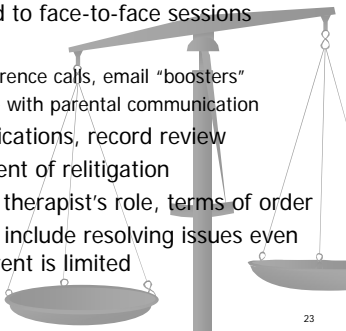 d to face-to-face sessions
rence calls, email “boosters”
with parental communication
ications, record review
ent of relitigation
therapist’s role, terms of order
include resolving issues even
ent is limited
23